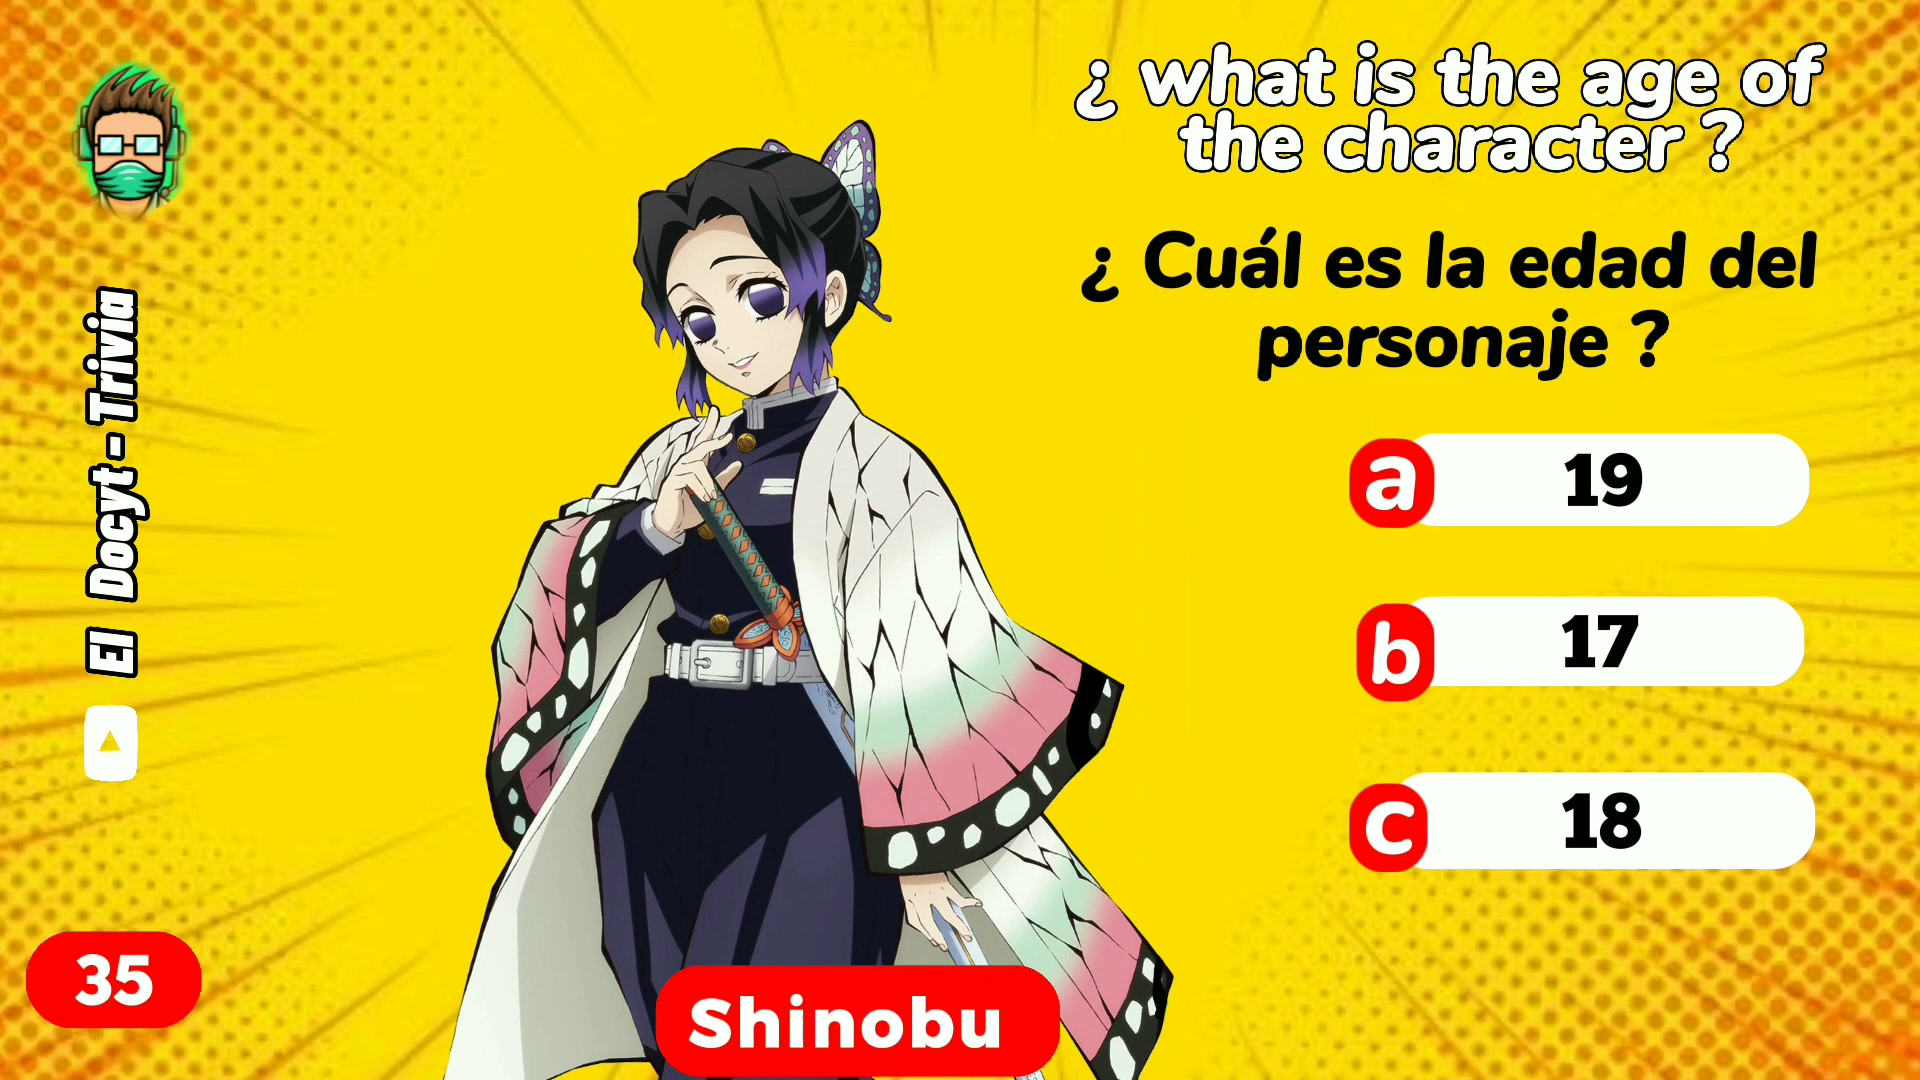 ¿ what is the age of
the character ?
¿ Cuál es la edad del
personaje ?
a 19
b 17
c 18
El Docyt - Trivia
35
Shinobu